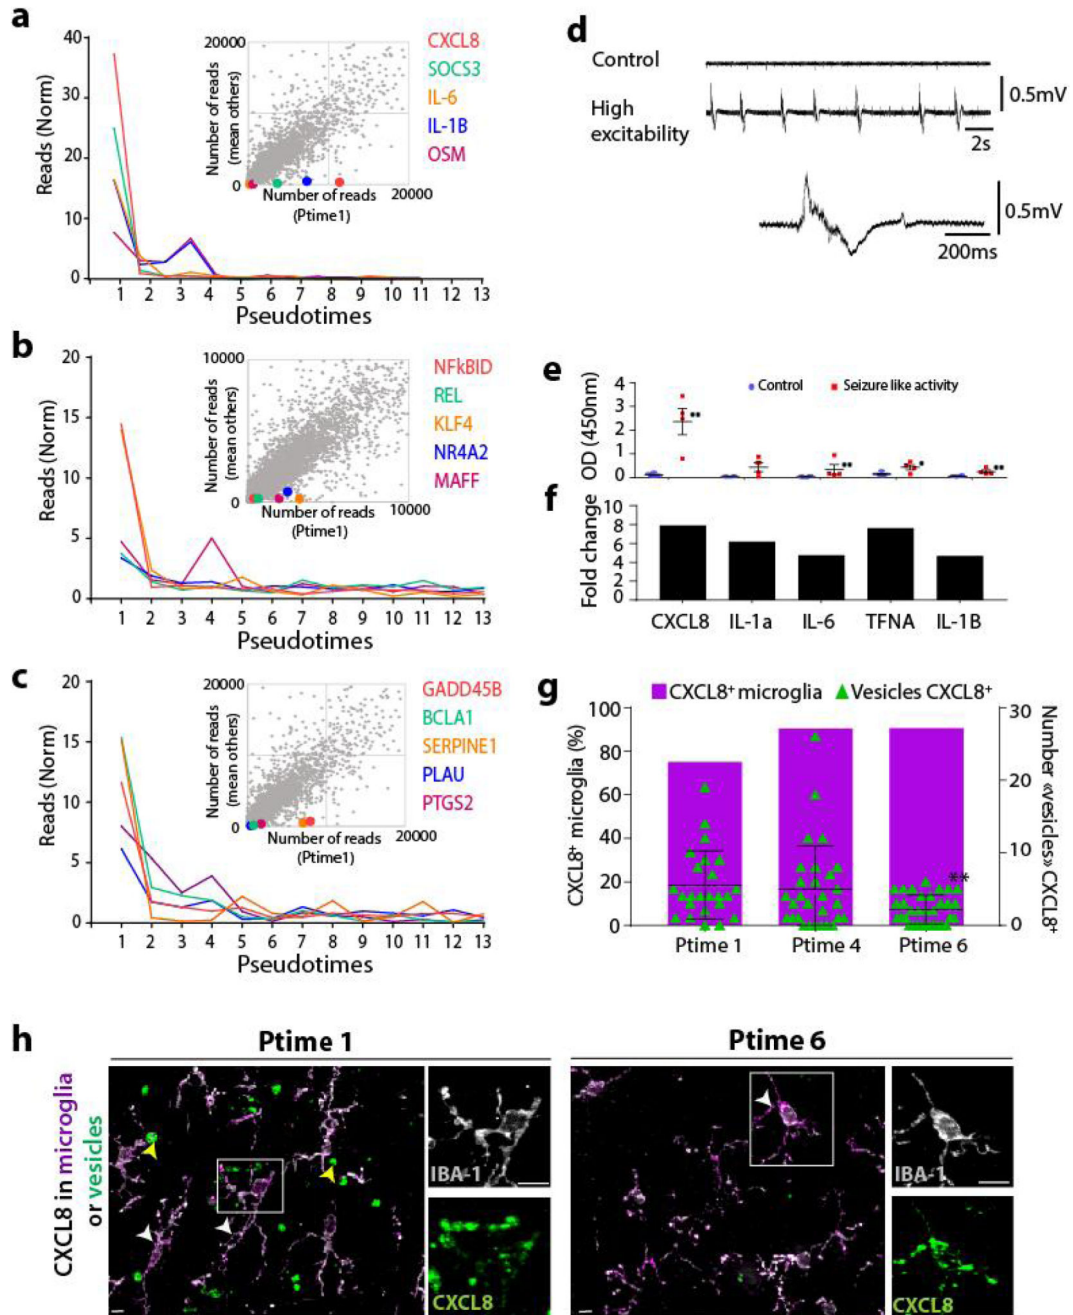 a
40
30
20
10
0
Reads (Norm)
20000
Number of reads
(mean others)
0
Number of reads
20000
(Ptime1)
CXCL8
SOCS3
IL-6
IL-1B
OSM
1 2 3 4 5 6 7 8 9 10 11 12 13
Pseudotimes
b
20
15
10
5
0
Reads (Norm)
10000
Number of reads
(mean others)
0
Number of reads
10000
(Ptime1)
NFkBID
REL
KLF4
NR4A2
MAFF
1 2 3 4 5 6 7 8 9 10 11 12 13
Pseudotimes
c
20
15
10
5
0
Reads (Norm)
20000
Number of reads
(mean others)
0
Number of reads
20000
(Ptime1)
GADD45B
BCLA1
SERPINE1
PLAU
PTGS2
1 2 3 4 5 6 7 8 9 10 11 12 13
Pseudotimes
d
Control
High
excitability
0.5mV
2s
0.5mV
200ms
e
OD (450nm)
4
3
2
1
0
Control
Seizure like activity
**
**
*
**
f
Fold change
10
8
6
4
2
0
CXCL8 IL-1a IL-6 TFNA IL-1B
g
CXCL8+ microglia
Vesicles CXCL8+
CXCL8+ microglia (%)
100
80
60
40
20
0
30
20
10
0
Number «vesicles» CXCL8+
**
Ptime 1 Ptime 4 Ptime 6
h
Ptime 1
Ptime 6
CXCL8 in microglia
or vesicles
IBA-1
CXCL8
IBA-1
CXCL8